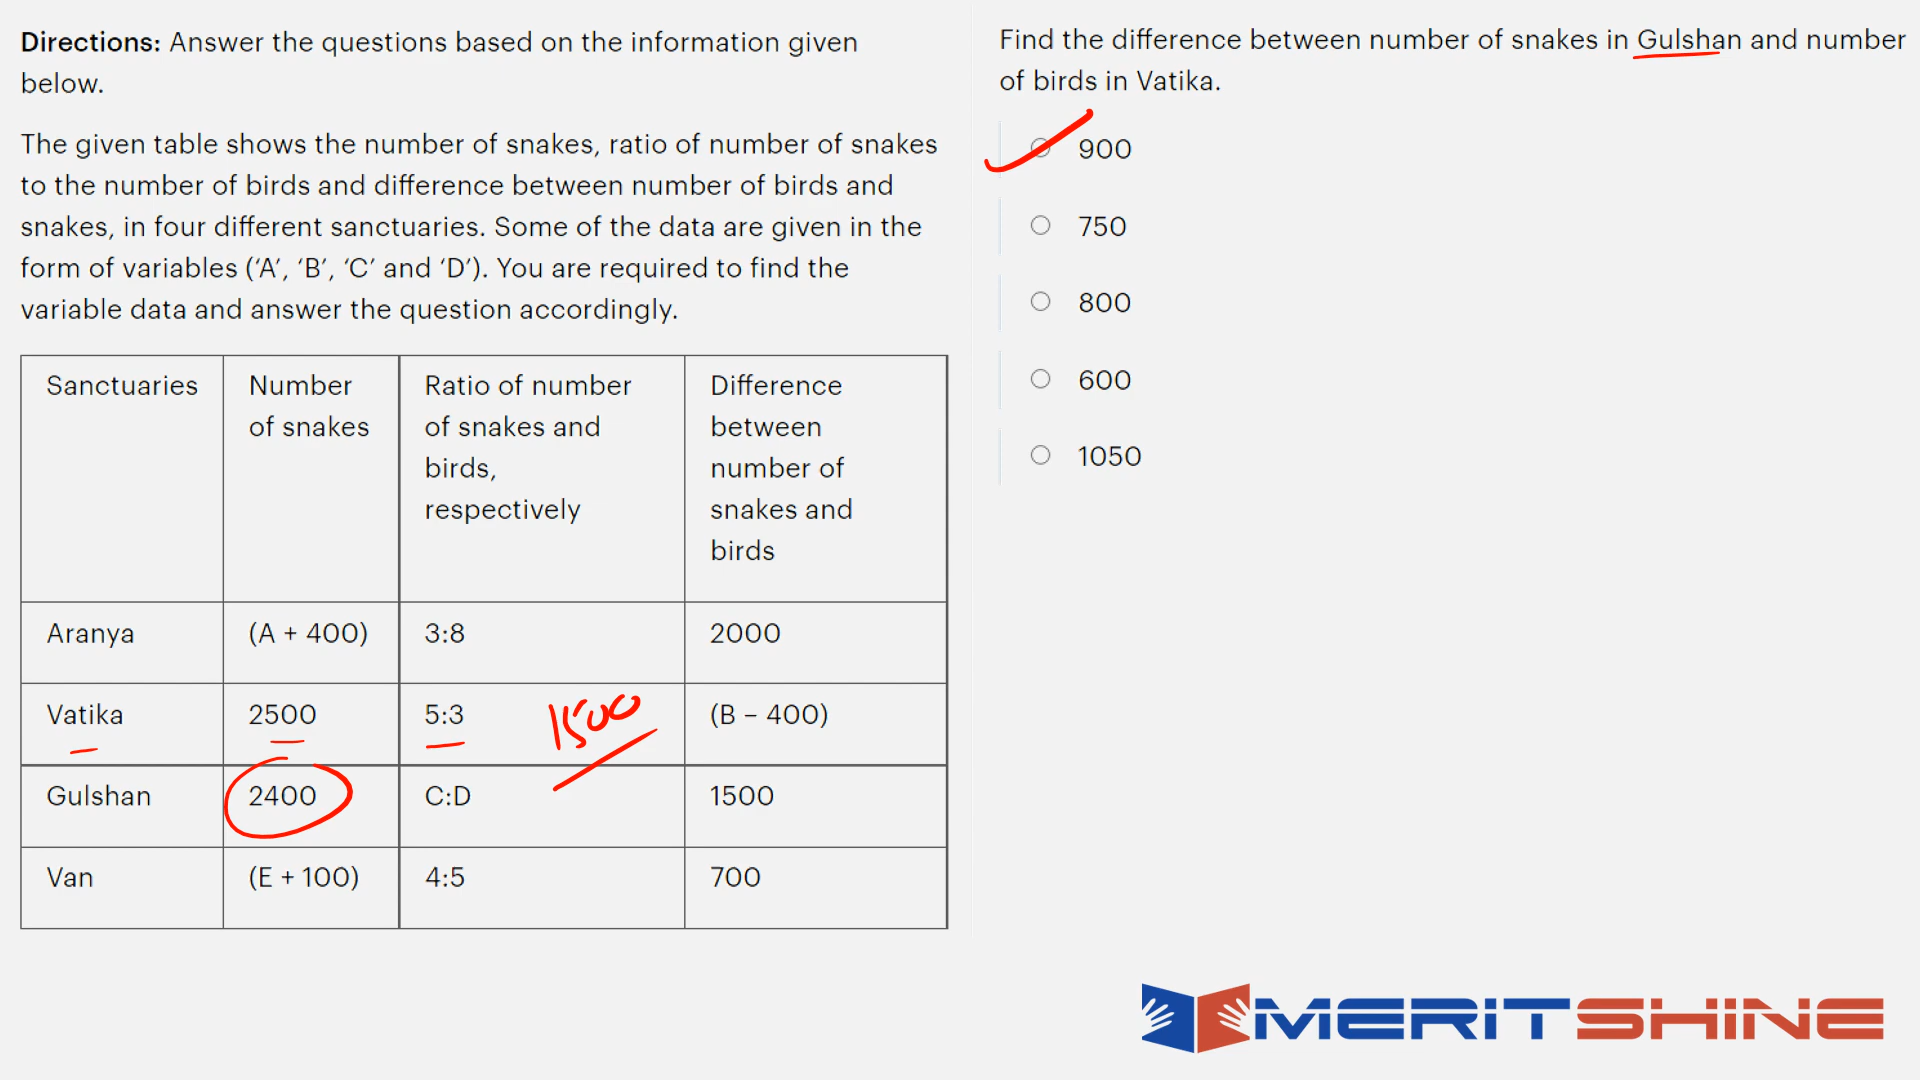 Directions: Answer the questions based on the information given
below.
The given table shows the number of snakes, ratio of number of snakes
to the number of birds and difference between number of birds and
snakes, in four different sanctuaries. Some of the data are given in the
form of variables (‘A’, ‘B’, ‘C’ and ‘D’). You are required to find the
variable data and answer the question accordingly.
Sanctuaries Number of snakes Ratio of number of snakes and birds, respectively Difference between number of snakes and birds
Aranya (A + 400) 3:8 2000
Vatika 2500 5:3 1500 (B – 400)
Gulshan 2400 C:D 1500
Van (E + 100) 4:5 700
Find the difference between number of snakes in Gulshan and number
of birds in Vatika.
900
750
800
600
1050
MERITSHINE